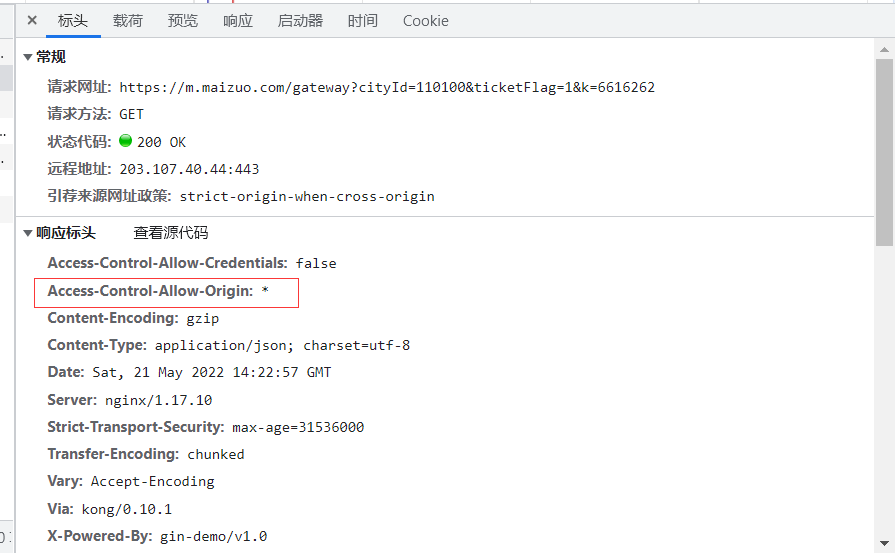 × 标头 载荷 预览 响应 启动器 时间 Cookie
▼常规
请求网址: https://m.maizuo.com/gateway?cityId=110100&ticketFlag=1&k=6616262
请求方法: GET
状态代码: 200 OK
远程地址: 203.107.40.44:443
引荐来源网址政策: strict-origin-when-cross-origin
▼响应标头 查看源代码
Access-Control-Allow-Credentials: false
Access-Control-Allow-Origin: *
Content-Encoding: gzip
Content-Type: application/json; charset=utf-8
Date: Sat, 21 May 2022 14:22:57 GMT
Server: nginx/1.17.10
Strict-Transport-Security: max-age=31536000
Transfer-Encoding: chunked
Vary: Accept-Encoding
Via: kong/0.10.1
X-Powered-By: gin-demo/v1.0